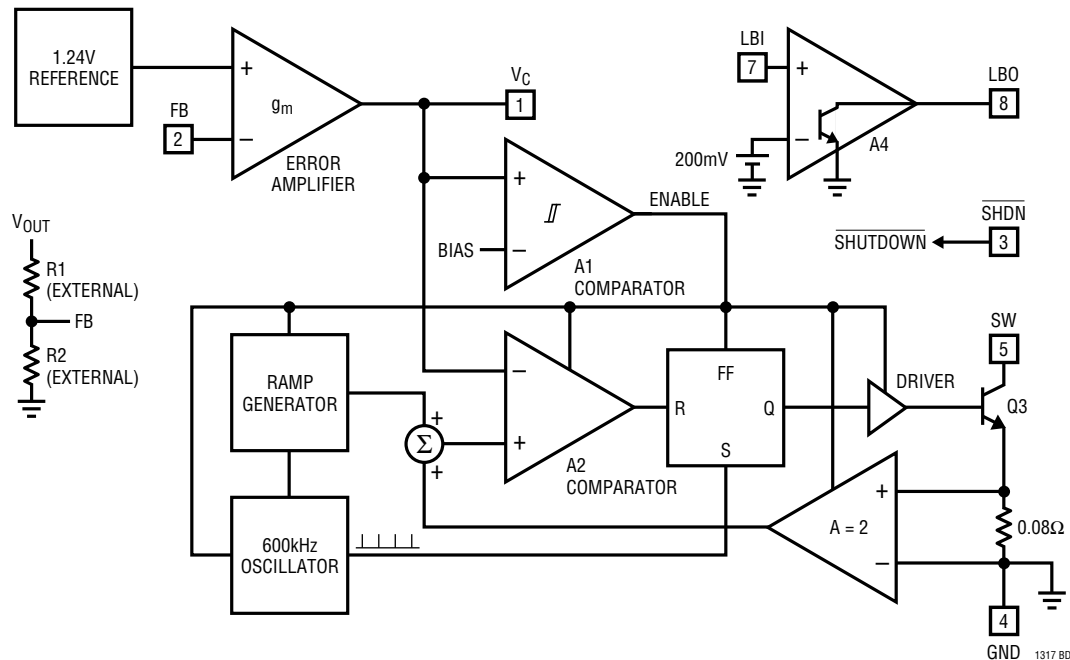 1.24V
REFERENCE
FB
2
+
−
gm
ERROR
AMPLIFIER
VC
1
LBI
7
+
−
200mV
A4
LBO
8
SHDN
3
SHUTDOWN
VOUT
R1
(EXTERNAL)
FB
R2
(EXTERNAL)
+
−
BIAS
ENABLE
A1
COMPARATOR
RAMP
GENERATOR
+
Σ
+
−
+
A2
COMPARATOR
FF
R
Q
S
DRIVER
SW
5
Q3
600kHz
OSCILLATOR
A = 2
+
−
0.08Ω
4
GND
1317 BD